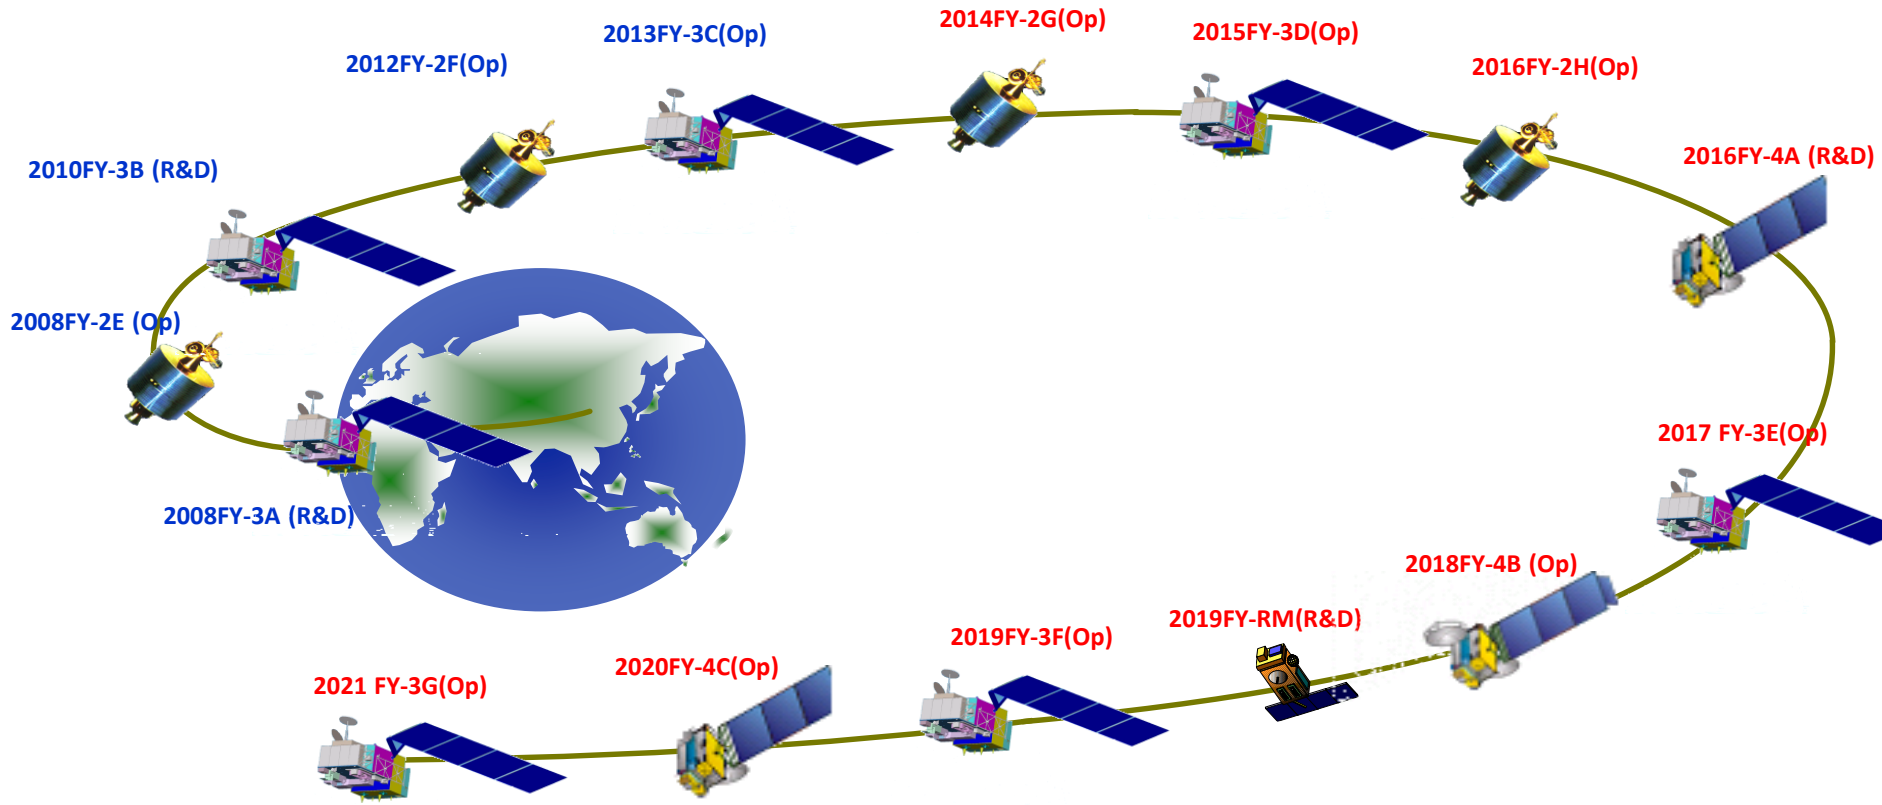 2014FY-2G(Op)
2015FY-3D(Op)
2013FY-3C(Op)
2012FY-2F(Op)
2016FY-2H(Op)
2016FY-4A (R&D)
2010FY-3B (R&D)
2008FY-2E (Op)
2017 FY-3E(Op)
2008FY-3A (R&D)
2018FY-4B (Op)
2019FY-RM(R&D)
2019FY-3F(Op)
2020FY-4C(Op)
2021 FY-3G(Op)